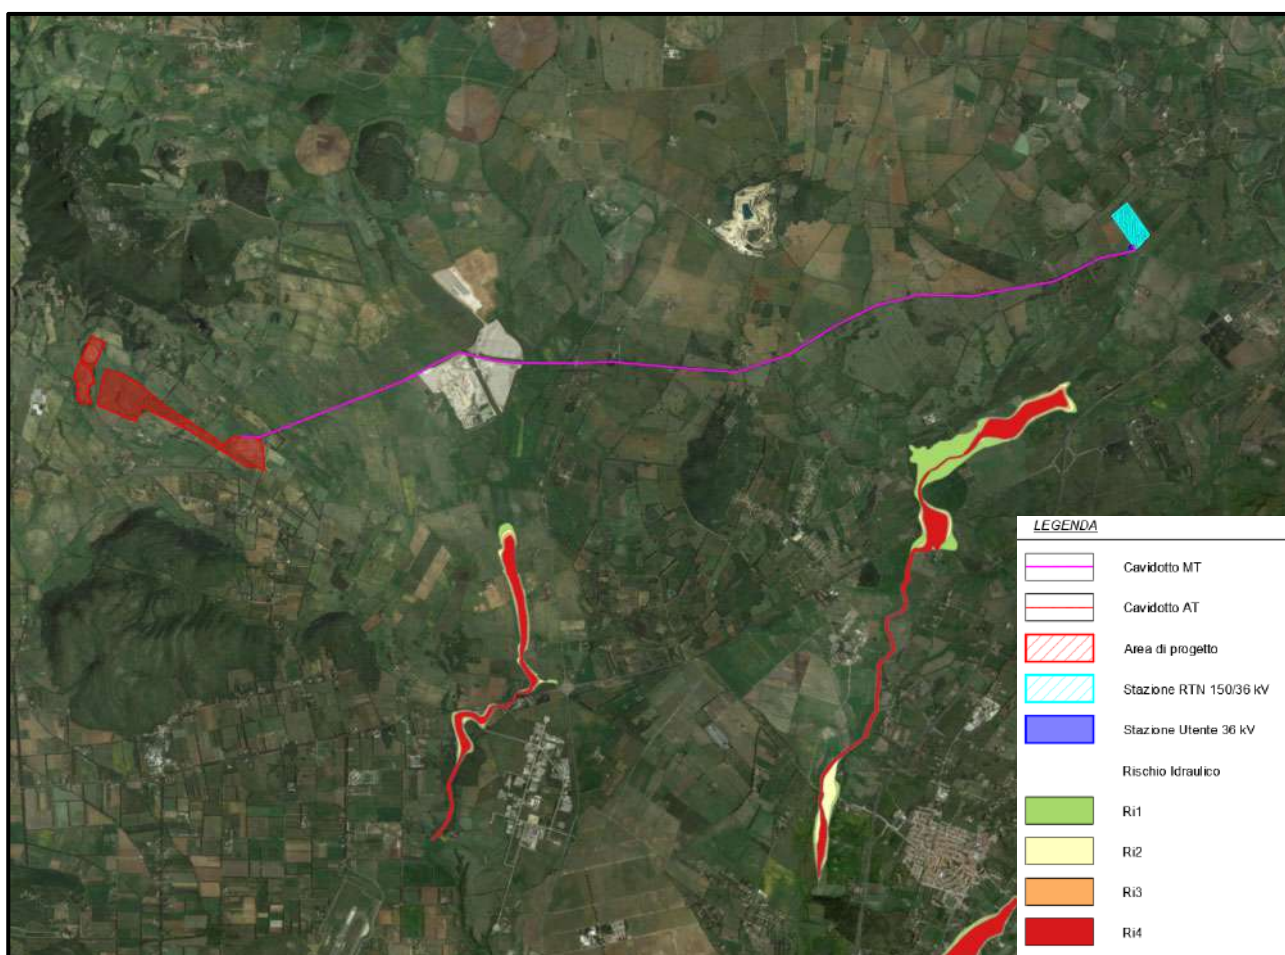 LEGENDA
Cavidotto MT
Cavidotto AT
Area di progetto
Stazione RTN 150/36 kV
Stazione Utente 36 kV
Rischio Idraulico
Ri1
Ri2
Ri3
Ri4